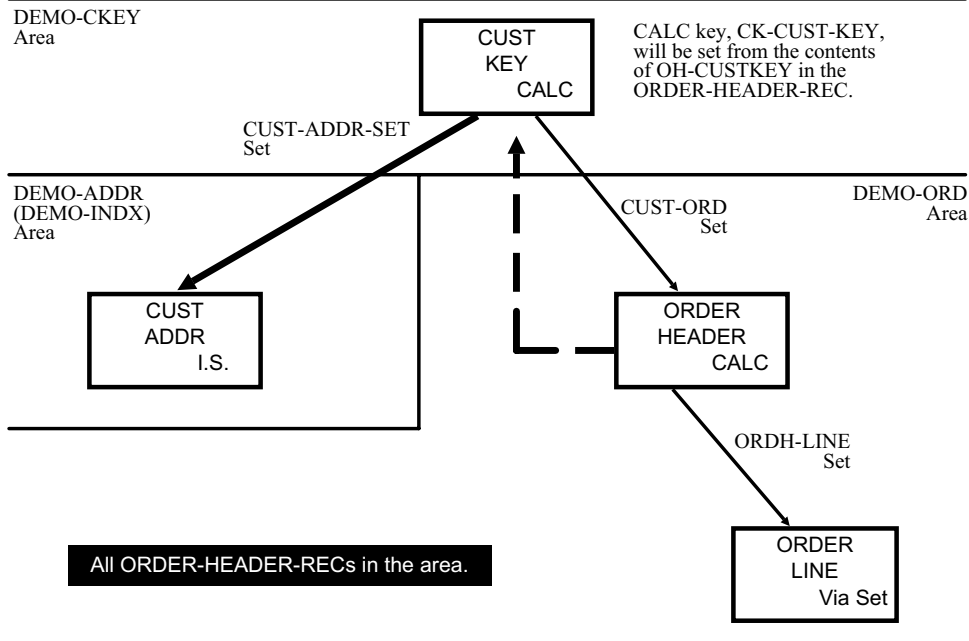 DEMO-CKEY
Area
CUST
KEY
CALC
CALC key, CK-CUST-KEY,
will be set from the contents
of OH-CUSTKEY in the
ORDER-HEADER-REC.
CUST-ADDR-SET
Set
DEMO-ADDR
(DEMO-INDX)
Area
CUST-ORD
Set
DEMO-ORD
Area
CUST
ADDR
I.S.
ORDER
HEADER
CALC
ORDH-LINE
Set
All ORDER-HEADER-RECs in the area.
ORDER
LINE
Via Set